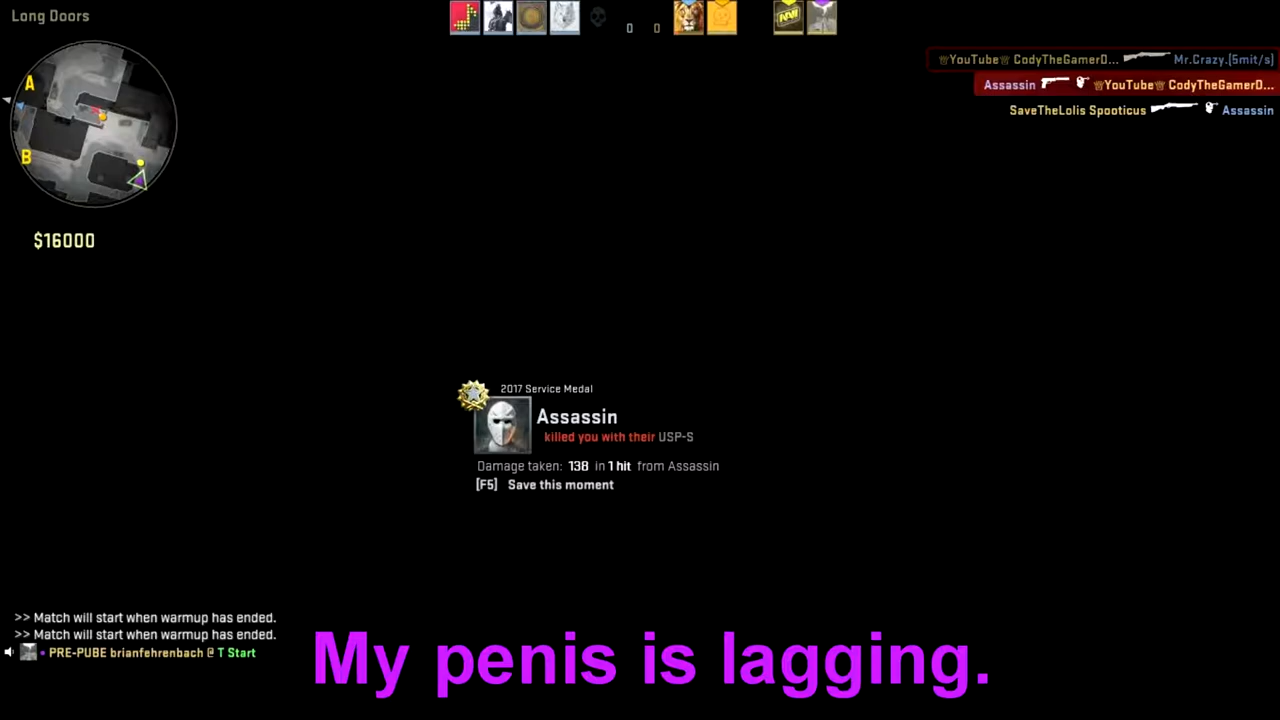 Long Doors
0 0
♕YouTube♕ CodyTheGamerD... Mr.Crazy.(5mit/s)
A
Assassin ♕YouTube♕ CodyTheGamerD...
SaveTheLolis Spooticus Assassin
B
$16000
2017 Service Medal
Assassin
killed you with their USP-S
Damage taken: 138 in 1 hit from Assassin
[F5] Save this moment
>> Match will start when warmup has ended.
>> Match will start when warmup has ended.
• PRE-PUBE brianfehrenbach @ T Start
My penis is lagging.